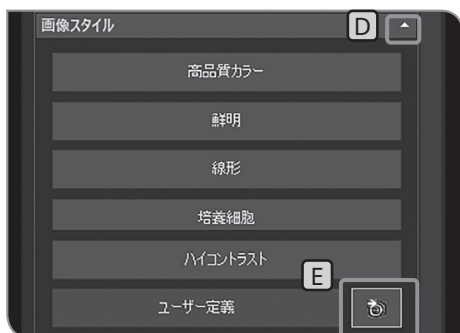 画像スタイル D
高品質カラー
鮮明
線形
培養細胞
ハイコントラスト
E
ユーザー定義